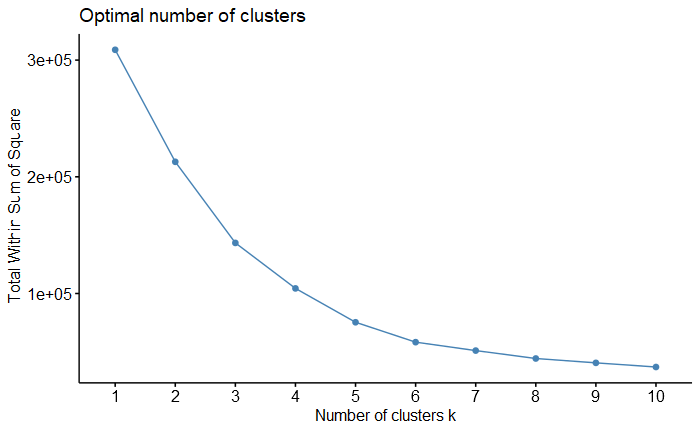 Optimal number of clusters
Total Within Sum of Square
3e+05
2e+05
1e+05
1 2 3 4 5 6 7 8 9 10
Number of clusters k